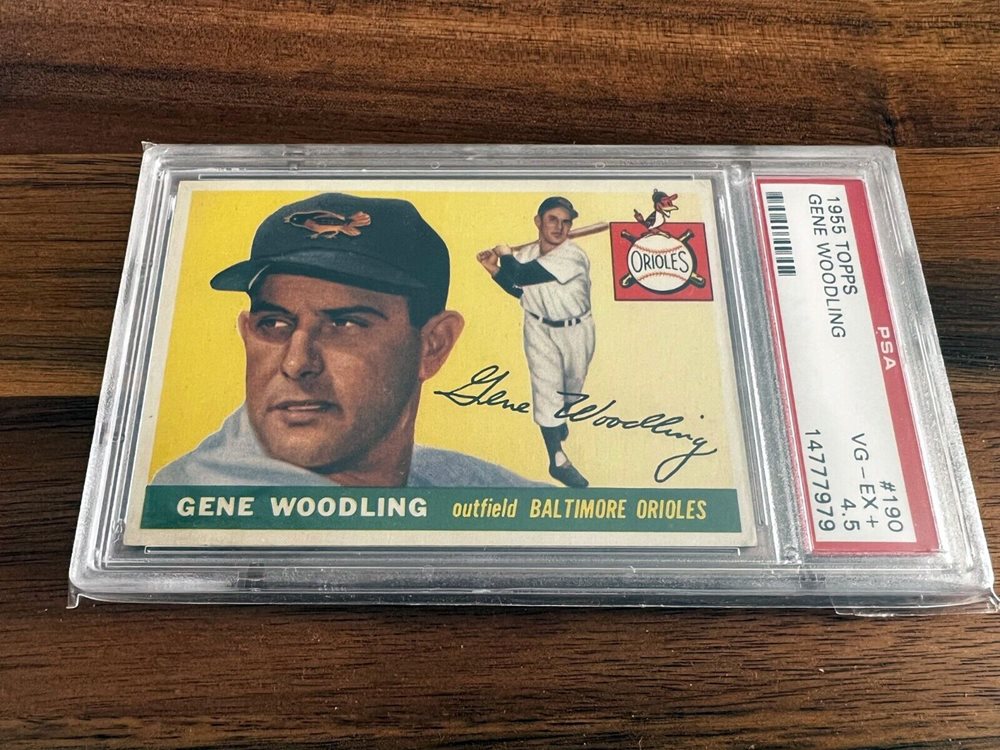 ORIOLES
Gene Woodling
GENE WOODLING outfield BALTIMORE ORIOLES
1955 TOPPS #190
GENE WOODLING VG-EX+
4.5
PSA 14777979